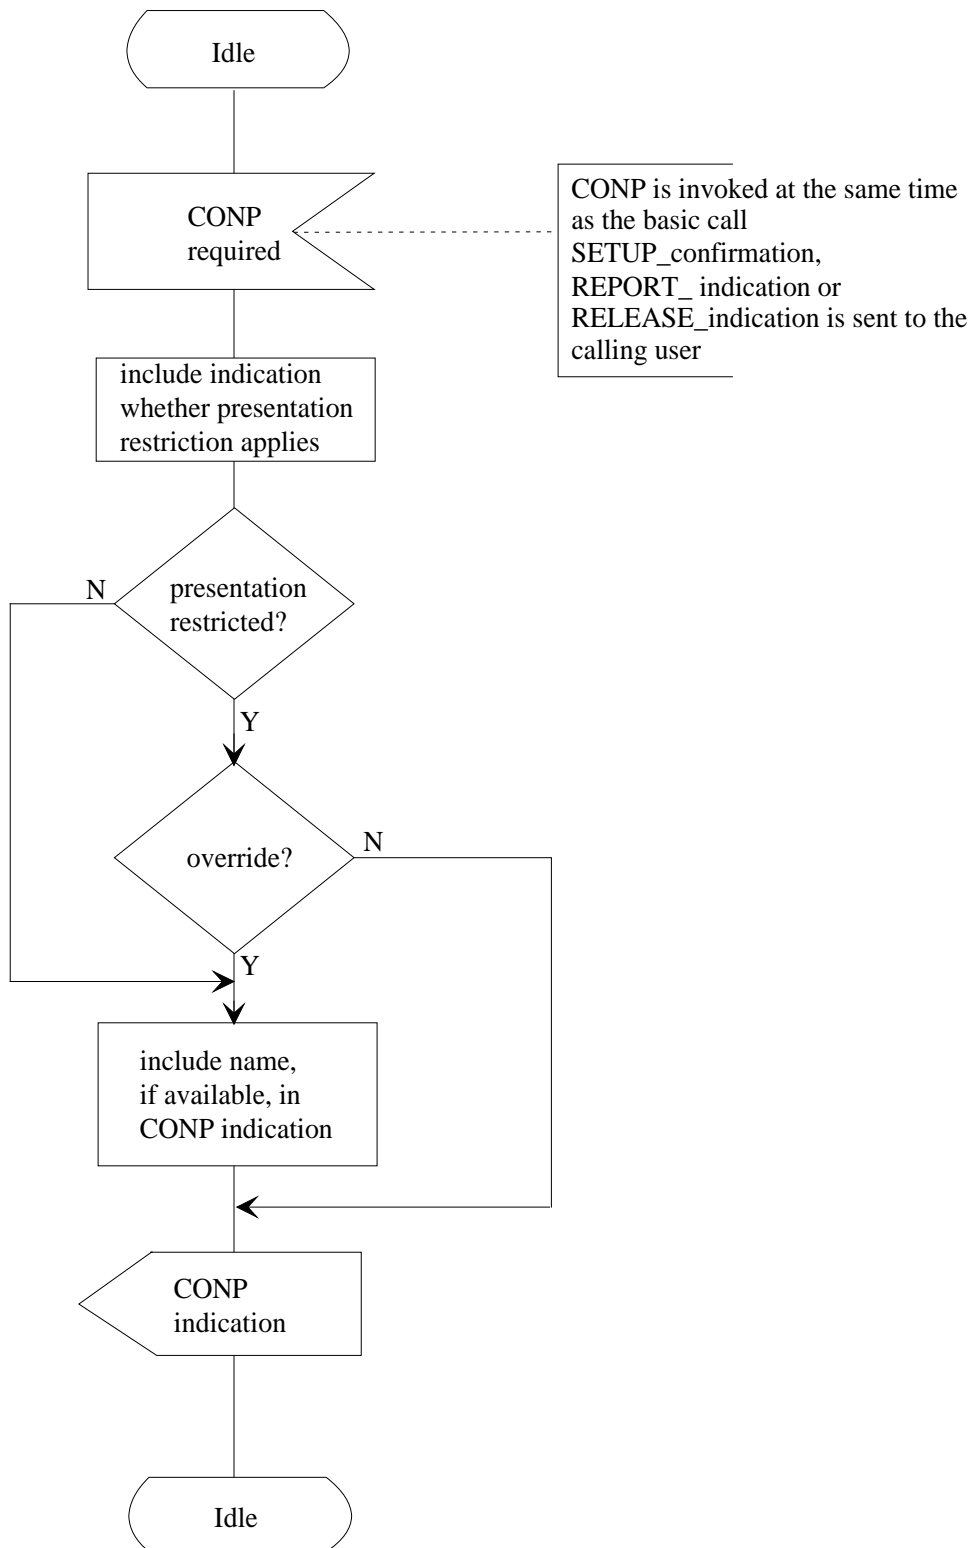 Idle
CONP
required
CONP is invoked at the same time
as the basic call
SETUP_confirmation,
REPORT_ indication or
RELEASE_indication is sent to the
calling user
include indication
whether presentation
restriction applies
N
presentation
restricted?
Y
N
override?
Y
include name,
if available, in
CONP indication
CONP
indication
Idle